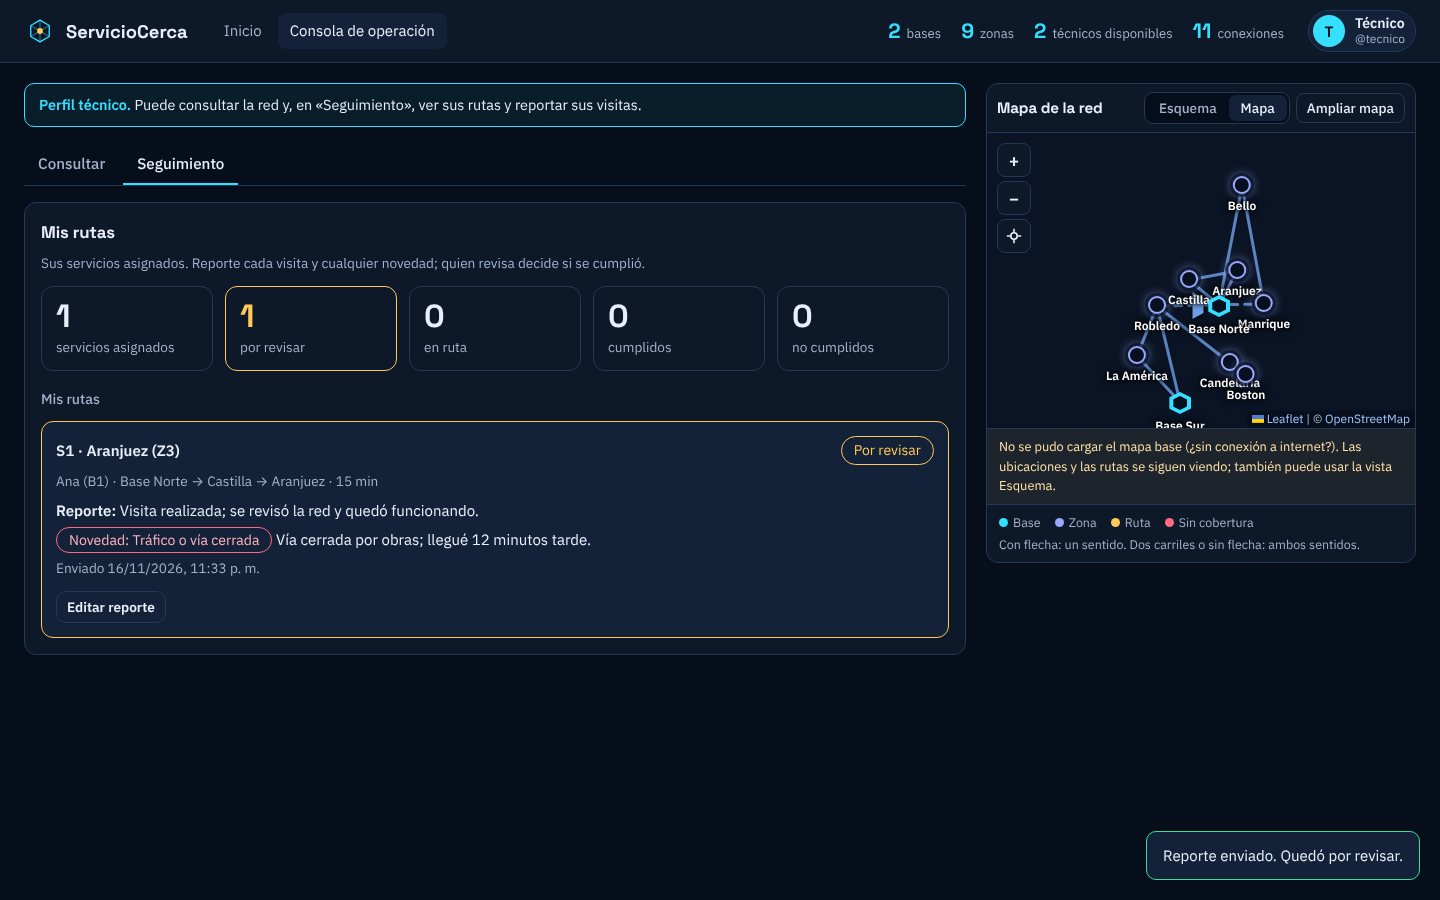 ServicioCerca
Inicio
Consola de operación
2 bases
9 zonas
2 técnicos disponibles
11 conexiones
T
Técnico
@tecnico
Perfil técnico. Puede consultar la red y, en «Seguimiento», ver sus rutas y reportar sus visitas.
Consultar
Seguimiento
Mis rutas
Sus servicios asignados. Reporte cada visita y cualquier novedad; quien revisa decide si se cumplió.
1
servicios asignados
1
por revisar
0
en ruta
0
cumplidos
0
no cumplidos
Mis rutas
S1 · Aranjuez (Z3)
Por revisar
Ana (B1) · Base Norte → Castilla → Aranjuez · 15 min
Reporte: Visita realizada; se revisó la red y quedó funcionando.
Novedad: Tráfico o vía cerrada Vía cerrada por obras; llegué 12 minutos tarde.
Enviado 16/11/2026, 11:33 p. m.
Editar reporte
Mapa de la red
Esquema
Mapa
Ampliar mapa
+
−
Bello
Aranjuez
Castilla
Robledo
Base Norte
Manrique
La América
Candelaria
Boston
Base Sur
Leaflet | © OpenStreetMap
No se pudo cargar el mapa base (¿sin conexión a internet?). Las
ubicaciones y las rutas se siguen viendo; también puede usar la vista
Esquema.
Base
Zona
Ruta
Sin cobertura
Con flecha: un sentido. Dos carriles o sin flecha: ambos sentidos.
Reporte enviado. Quedó por revisar.